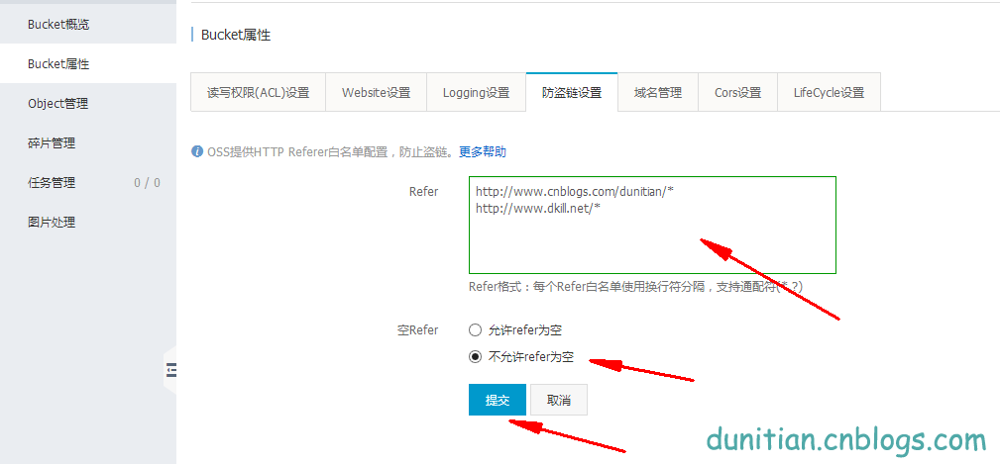 Bucket概览
Bucket属性
Object管理
碎片管理
任务管理 0 / 0
图片处理
Bucket属性
读写权限(ACL)设置 Website设置 Logging设置 防盗链设置 域名管理 Cors设置 LifeCycle设置
OSS提供HTTP Referer白名单配置，防止盗链。更多帮助
Refer
http://www.cnblogs.com/dunitian/*
http://www.dkill.net/*
Refer格式：每个Refer白名单使用换行符分隔，支持通配符(*,?)
空Refer 允许refer为空
不允许refer为空
提交 取消
dunitian.cnblogs.com